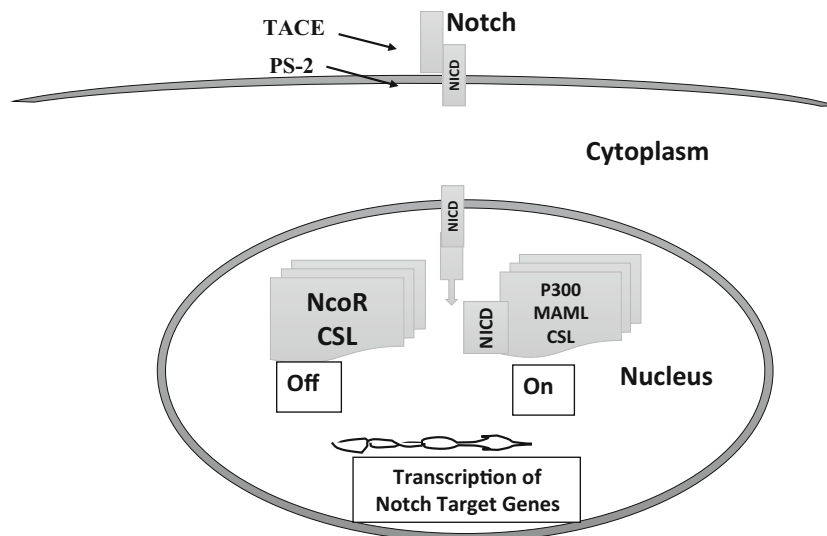 TACE
Notch
PS-2
NICD
Cytoplasm
NICD
NcoR
CSL
P300
MAML
CSL
NICD
Off
On
Nucleus
Transcription of
Notch Target Genes